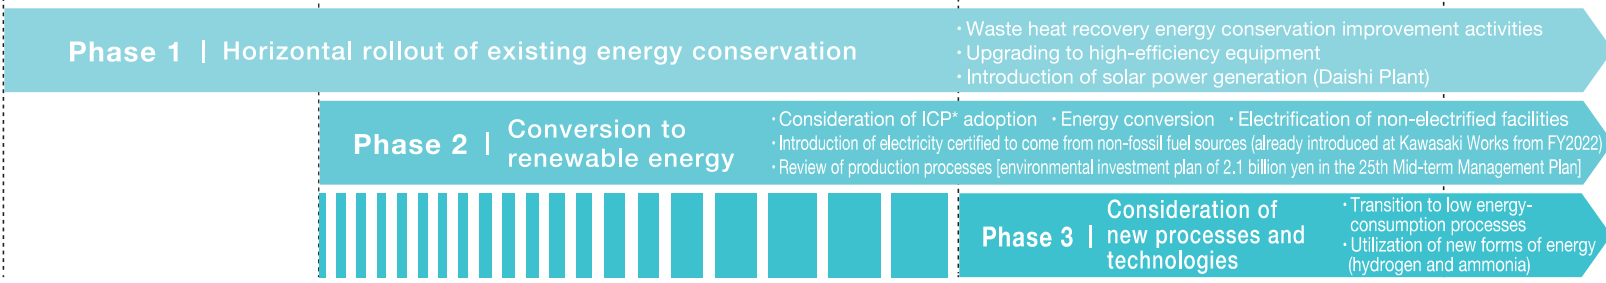 Phase 1 | Horizontal rollout of existing energy conservation
・Waste heat recovery energy conservation improvement activities
・Upgrading to high-efficiency equipment
・Introduction of solar power generation (Daishi Plant)
Phase 2 | Conversion to
renewable energy
・Consideration of ICP* adoption ・Energy conversion ・Electrification of non-electrified facilities
・Introduction of electricity certified to come from non-fossil fuel sources (already introduced at Kawasaki Works from FY2022)
・Review of production processes [environmental investment plan of 2.1 billion yen in the 25th Mid-term Management Plan]
Phase 3 | Consideration of
new processes and
technologies
・Transition to low energy-
consumption processes
・Utilization of new forms of energy
(hydrogen and ammonia)